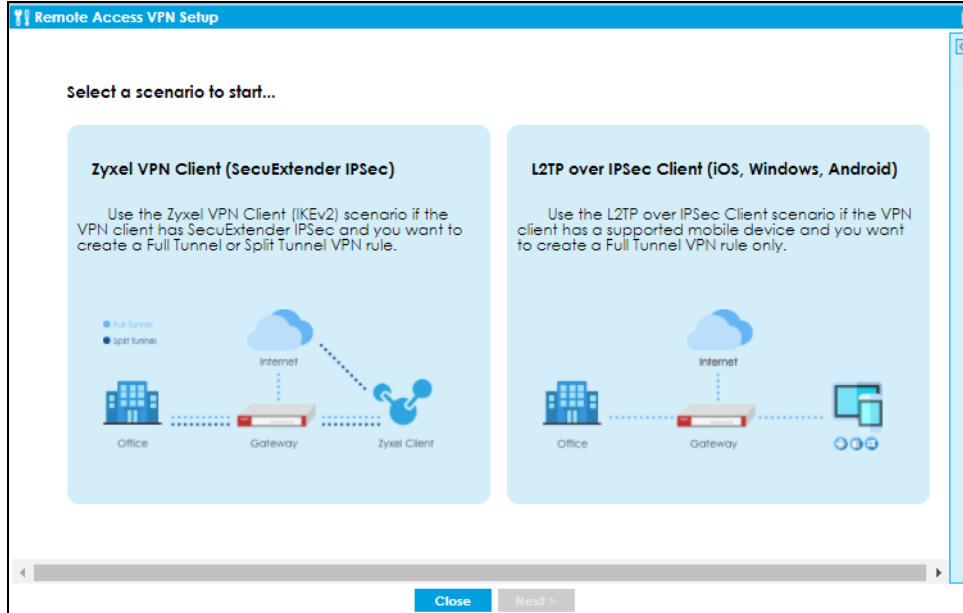 Remote Access VPN Setup
Select a scenario to start...
Zyxel VPN Client (SecuExtender IPSec)
Use the Zyxel VPN Client (IKEv2) scenario if the
VPN client has SecuExtender IPSec and you want to
create a Full Tunnel or Split Tunnel VPN rule.
Full Tunnel
Split Tunnel
Internet
Office
Gateway
Zyxel Client
L2TP over IPSec Client (iOS, Windows, Android)
Use the L2TP over IPSec Client scenario if the VPN
client has a supported mobile device and you want
to create a Full Tunnel VPN rule only.
Internet
Office
Gateway
Close
Next >